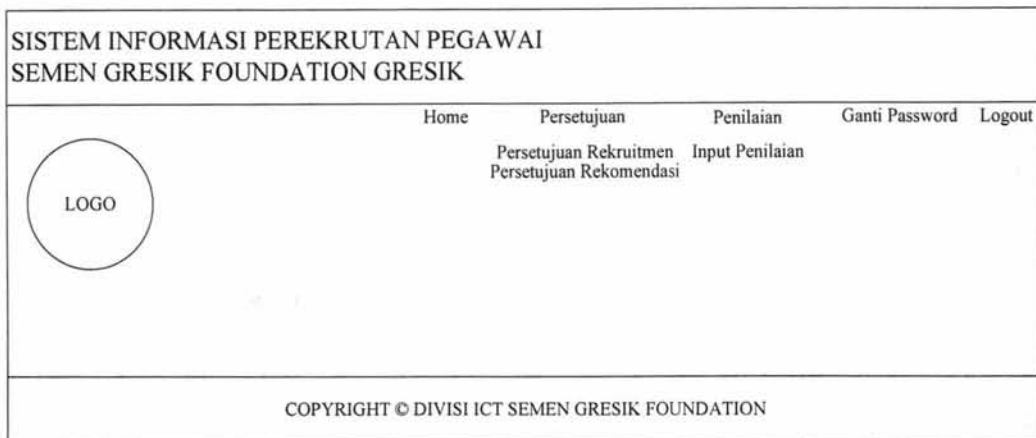 SISTEM INFORMASI PEREKRUTAN PEGAWAI
SEMEN GRESIK FOUNDATION GRESIK
Home Persetujuan Penilaian Ganti Password Logout
Persetujuan Rekruitmen Input Penilaian
Persetujuan Rekomendasi
LOGO
COPYRIGHT © DIVISI ICT SEMEN GRESIK FOUNDATION